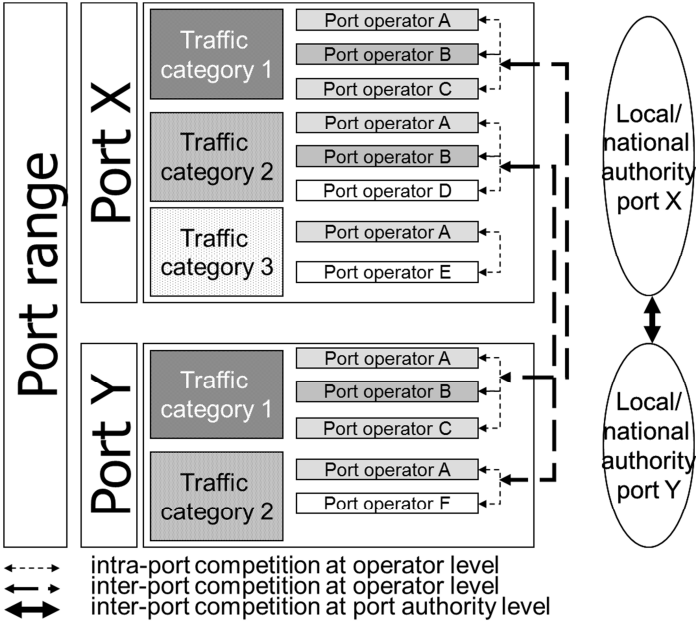 Port range
Port X
Traffic
category 1
Port operator A
Port operator B
Port operator C
Traffic
category 2
Port operator A
Port operator B
Port operator D
Traffic
category 3
Port operator A
Port operator E
Local/
national
authority
port X
Port Y
Traffic
category 1
Port operator A
Port operator B
Port operator C
Traffic
category 2
Port operator A
Port operator F
Local/
national
authority
port Y
intra-port competition at operator level
inter-port competition at operator level
inter-port competition at port authority level